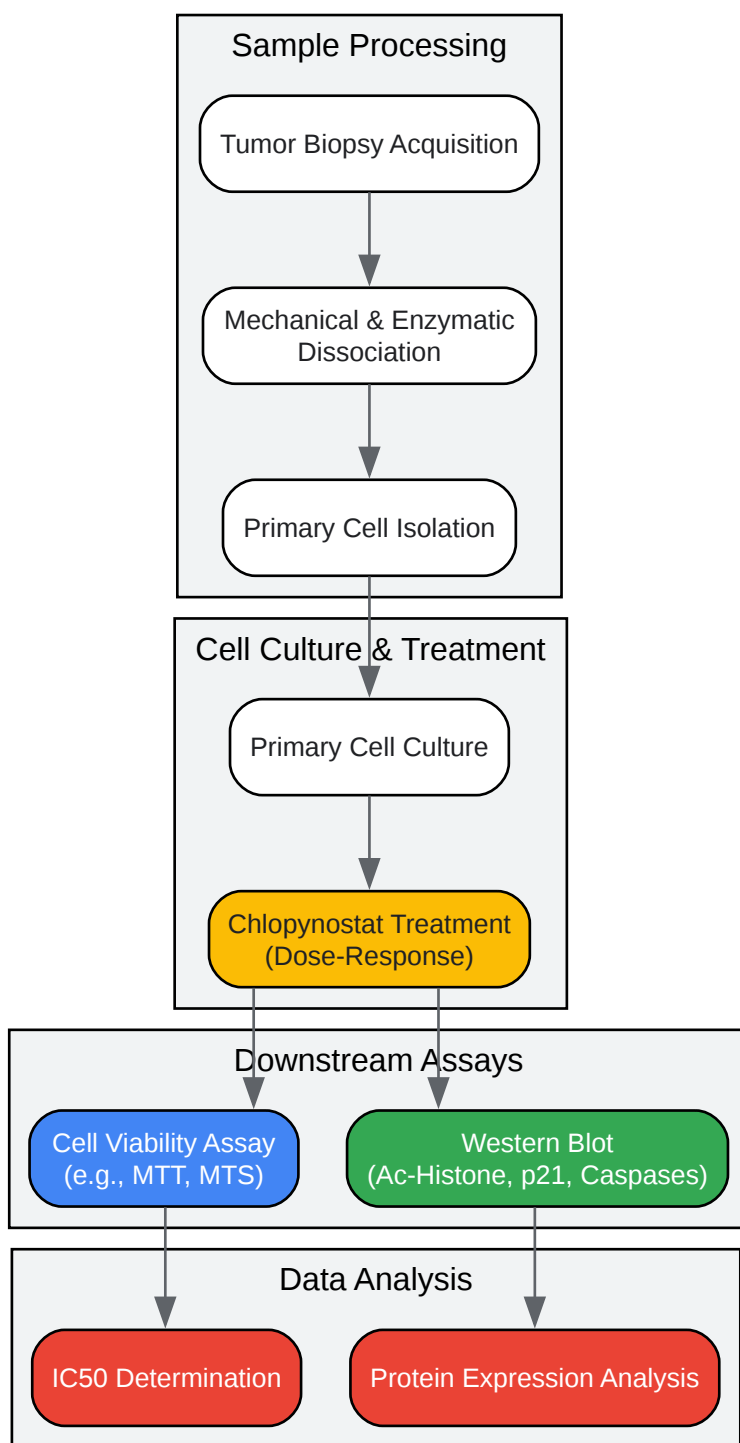 Sample Processing
Tumor Biopsy Acquisition
Mechanical & Enzymatic
Dissociation
Primary Cell Isolation
Cell Culture & Treatment
Primary Cell Culture
Chlopynostat Treatment
(Dose-Response)
Downstream Assays
Cell Viability Assay
(e.g., MTT, MTS)
Western Blot
(Ac-Histone, p21, Caspases)
Data Analysis
IC50 Determination
Protein Expression Analysis